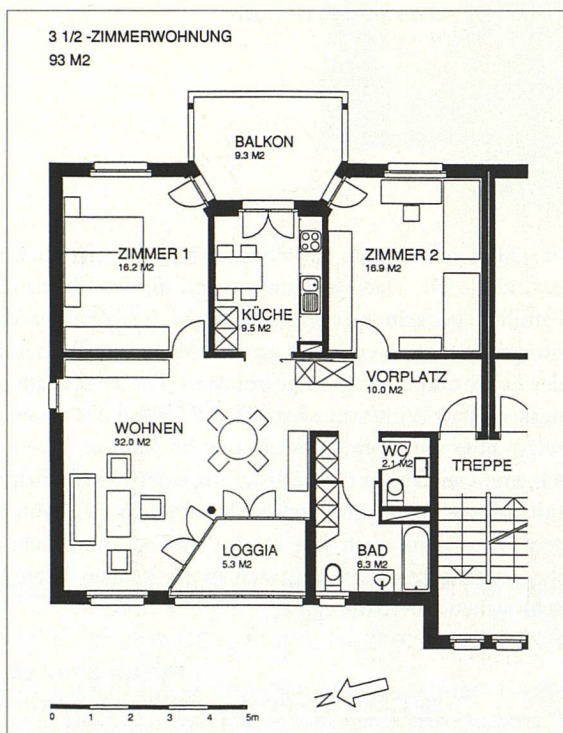 3 1/2 -ZIMMERWOHNUNG
93 M2
BALKON
9.3 M2
ZIMMER 1
16.2 M2
ZIMMER 2
16.9 M2
KÜCHE
9.5 M2
VORPLATZ
10.0 M2
WOHNEN
32.0 M2
WC
2.1 M2
TREPPE
LOGGIA
5.3 M2
BAD
6.3 M2
N
0 1 2 3 4 5m